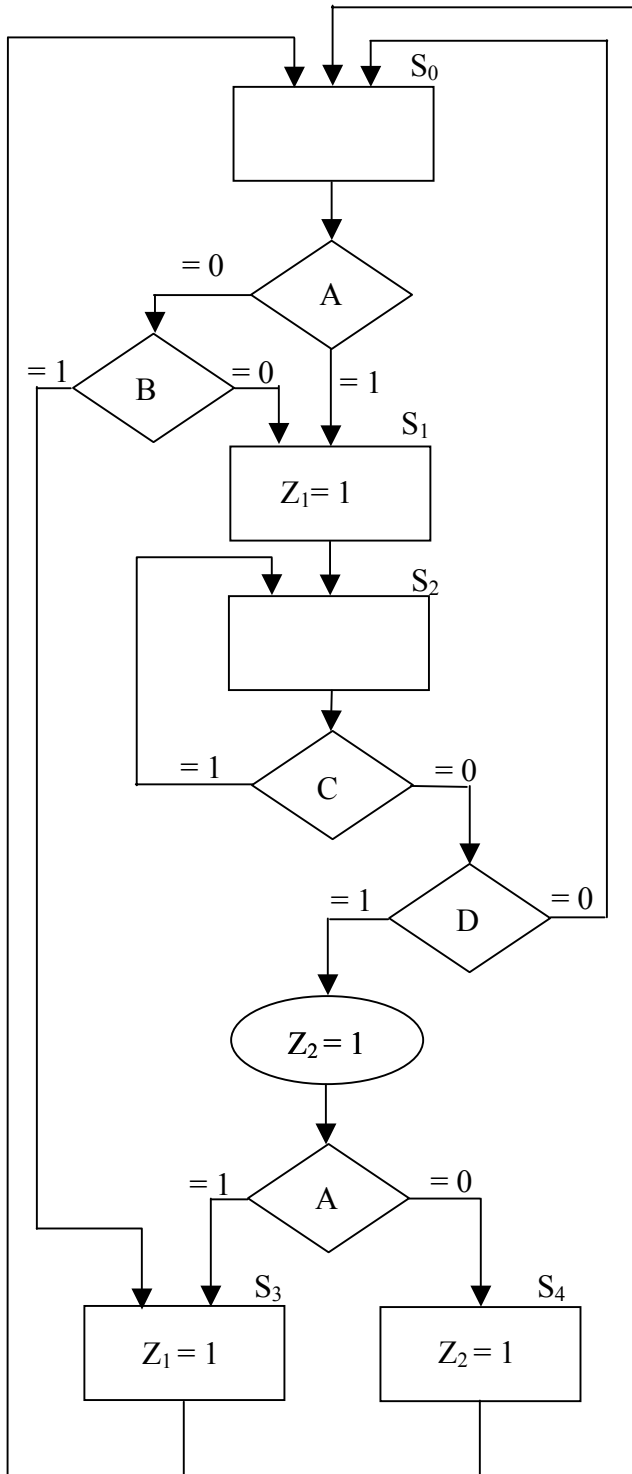 S₀
= 0
A
= 1
B
= 0
= 1
S₁
Z₁= 1
S₂
= 1
C
= 0
= 1
D
= 0
Z₂ = 1
= 1
A
= 0
S₃
S₄
Z₁ = 1
Z₂ = 1